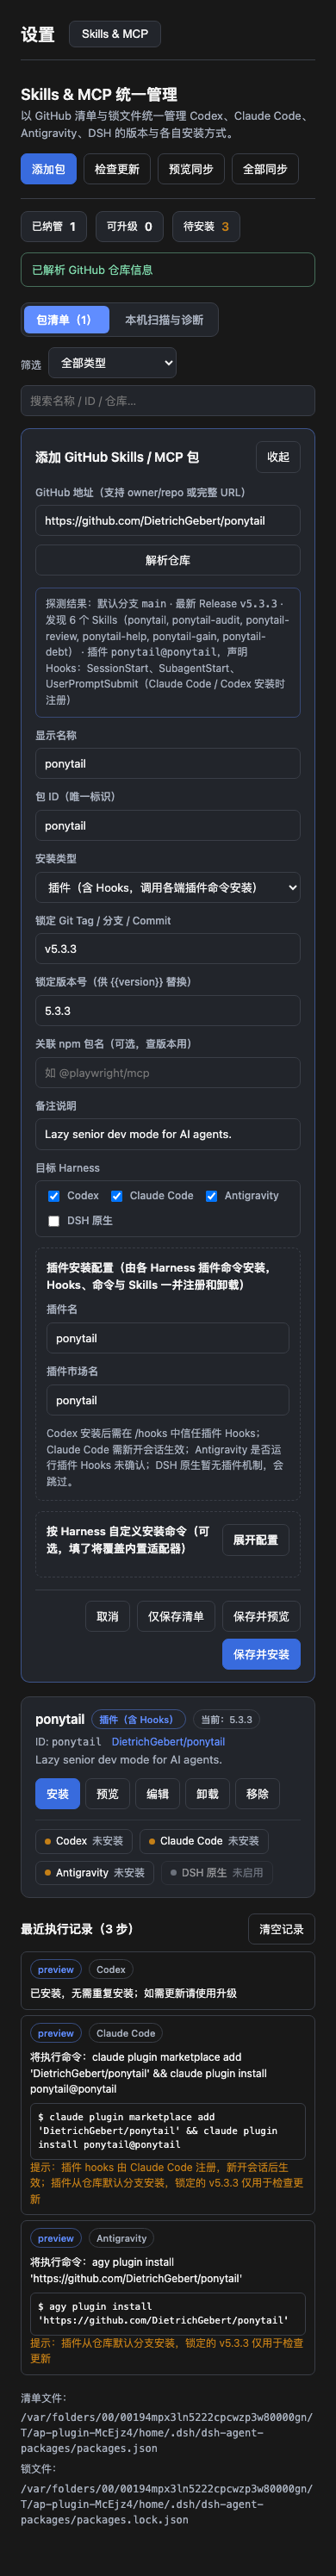 设置 Skills & MCP
Skills & MCP 统一管理
以 GitHub 清单与锁文件统一管理 Codex、Claude Code、
Antigravity、DSH 的版本与各自安装方式。
添加包 检查更新 预览同步 全部同步
已纳管 1 可升级 0 待安装 3
已解析 GitHub 仓库信息
包清单（1） 本机扫描与诊断
筛选 全部类型
搜索名称 / ID / 仓库...
添加 GitHub Skills / MCP 包 收起
GitHub 地址（支持 owner/repo 或完整 URL）
https://github.com/DietrichGebert/ponytail
解析仓库
探测结果：默认分支 main · 最新 Release v5.3.3 ·
发现 6 个 Skills（ponytail, ponytail-audit, ponytail-
review, ponytail-help, ponytail-gain, ponytail-
debt） · 插件 ponytail@ponytail，声明
Hooks：SessionStart、SubagentStart、
UserPromptSubmit（Claude Code / Codex 安装时
注册）
显示名称
ponytail
包 ID（唯一标识）
ponytail
安装类型
插件（含 Hooks，调用各端插件命令安装）
锁定 Git Tag / 分支 / Commit
v5.3.3
锁定版本号（供 {{version}} 替换）
5.3.3
关联 npm 包名（可选，查版本用）
如 @playwright/mcp
备注说明
Lazy senior dev mode for AI agents.
目标 Harness
Codex Claude Code Antigravity
DSH 原生
插件安装配置（由各 Harness 插件命令安装，
Hooks、命令与 Skills 一并注册和卸载）
插件名
ponytail
插件市场名
ponytail
Codex 安装后需在 /hooks 中信任插件 Hooks；
Claude Code 需新开会话生效；Antigravity 是否运
行插件 Hooks 未确认；DSH 原生暂无插件机制，会
跳过。
按 Harness 自定义安装命令（可
选，填了将覆盖内置适配器） 展开配置
取消 仅保存清单 保存并预览
保存并安装
ponytail 插件（含 Hooks） 当前：5.3.3
ID: ponytail DietrichGebert/ponytail
Lazy senior dev mode for AI agents.
安装 预览 编辑 卸载 移除
Codex 未安装 Claude Code 未安装
Antigravity 未安装 DSH 原生 未启用
最近执行记录（3 步） 清空记录
preview Codex
已安装，无需重复安装；如需更新请使用升级
preview Claude Code
将执行命令：claude plugin marketplace add
'DietrichGebert/ponytail' && claude plugin install
ponytail@ponytail
$ claude plugin marketplace add
'DietrichGebert/ponytail' && claude plugin
install ponytail@ponytail
提示：插件 hooks 由 Claude Code 注册，新开会话后生
效；插件从仓库默认分支安装，锁定的 v5.3.3 仅用于检查更
新
preview Antigravity
将执行命令：agy plugin install
'https://github.com/DietrichGebert/ponytail'
$ agy plugin install
'https://github.com/DietrichGebert/ponytail'
提示：插件从仓库默认分支安装，锁定的 v5.3.3 仅用于检查
更新
清单文件：
/var/folders/00/00194mpx3ln5222cpcwzp3w80000gn/
T/ap-plugin-McEjz4/home/.dsh/dsh-agent-
packages/packages.json
锁文件：
/var/folders/00/00194mpx3ln5222cpcwzp3w80000gn/
T/ap-plugin-McEjz4/home/.dsh/dsh-agent-
packages/packages.lock.json